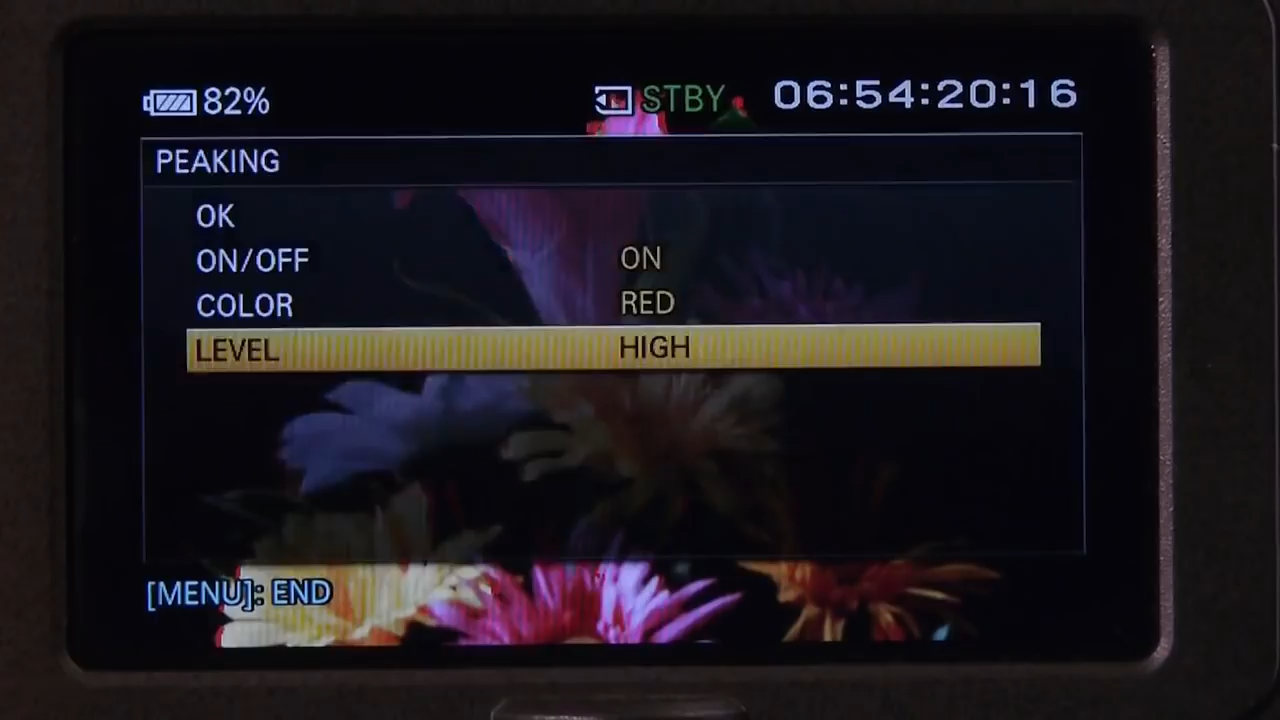 82% STBY 06:54:20:16
PEAKING
OK
ON/OFF ON
COLOR RED
LEVEL HIGH
[MENU]: END